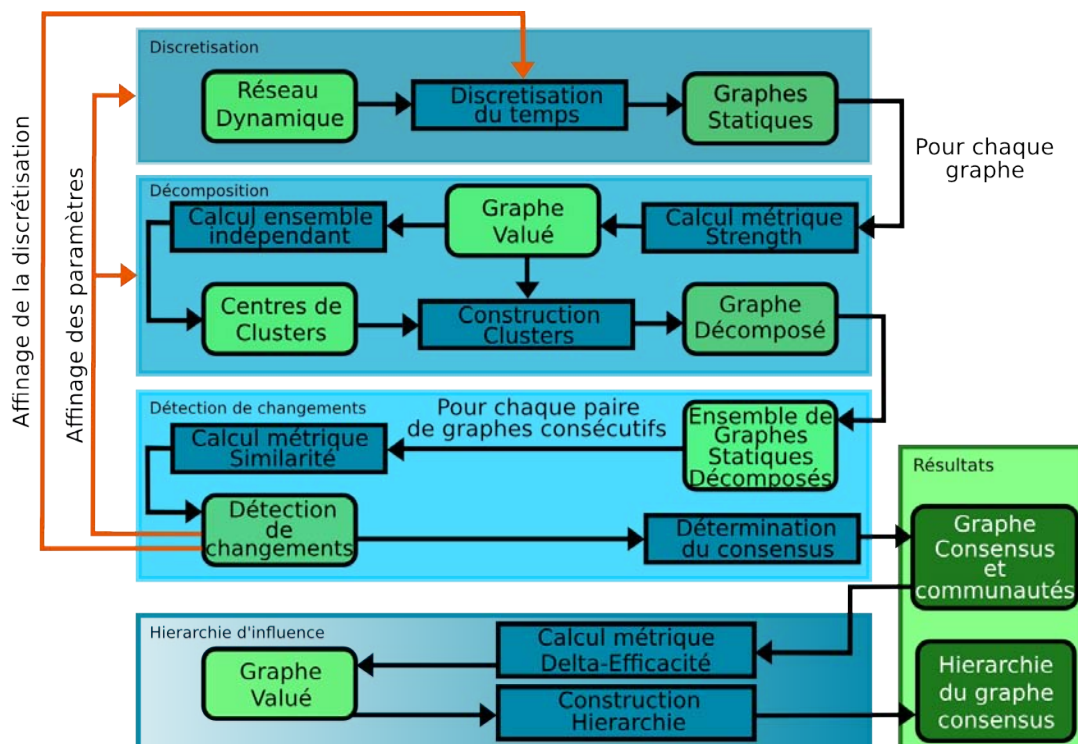 Discretisation
Réseau
Dynamique
Discretisation
du temps
Graphes
Statiques
Pour chaque
graphe
Affinage de la discrétisation
Affinage des paramètres
Décomposition
Calcul ensemble
indépendant
Graphe
Valué
Calcul métrique
Strength
Centres de
Clusters
Construction
Clusters
Graphe
Décomposé
Détection de changements
Pour chaque paire
de graphes consécutifs
Calcul métrique
Similarité
Ensemble de
Graphes
Statiques
Décomposés
Détection
de
changements
Détermination
du consensus
Résultats
Graphe
Consensus
et
communautés
Hierarchie d'influence
Graphe
Valué
Calcul métrique
Delta-Efficacité
Construction
Hierarchie
Hierarchie
du graphe
consensus